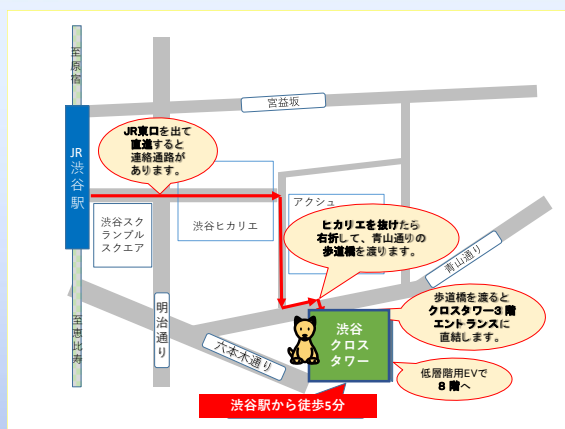 至原宿
宮益坂
JR東口を出て
直進すると
連絡通路が
あります。
JR渋谷駅
渋谷スク
ランブル
スクエア
渋谷ヒカリエ
アクシュ
ヒカリエを抜けたら
右折して、青山通りの
歩道橋を渡ります。
青山通り
至恵比寿
明治通り
六本木通り
渋谷
クロス
タワー
歩道橋を渡ると
クロスタワー3階
エントランスに
直結します。
低層階用EVで
8階へ
渋谷駅から徒歩5分